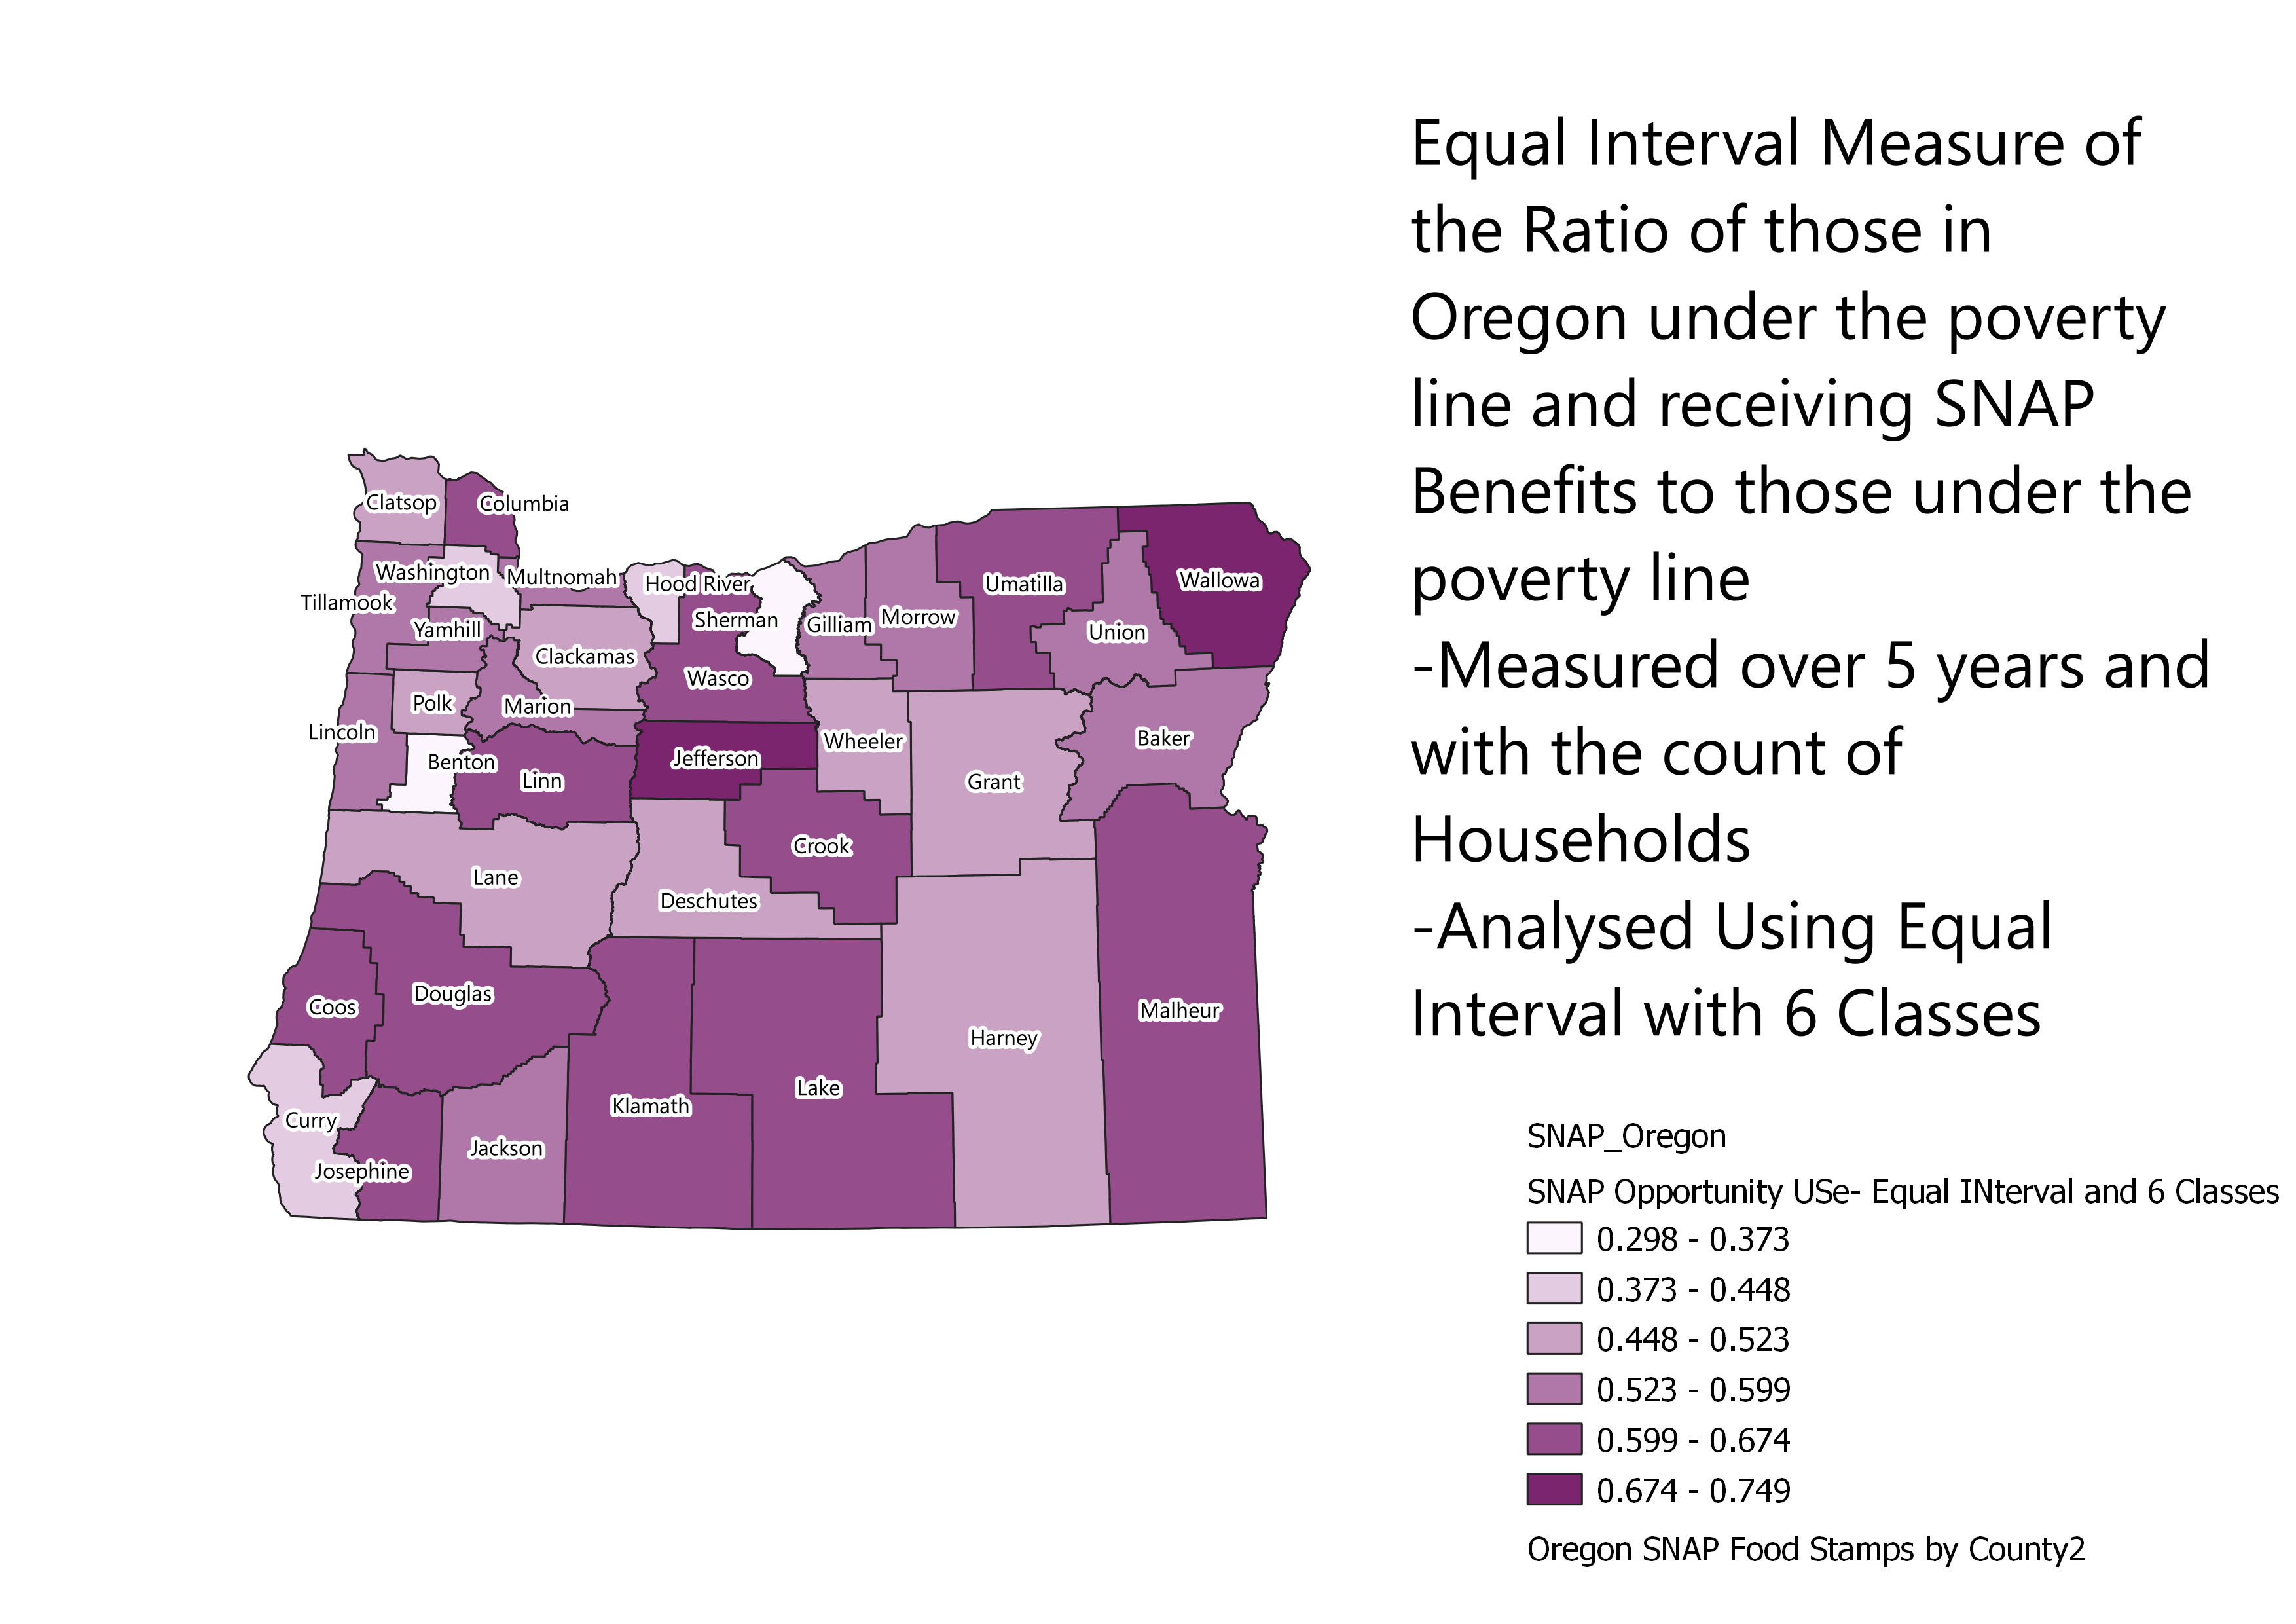 Equal Interval Measure of
the Ratio of those in
Oregon under the poverty
line and receiving SNAP
Benefits to those under the
poverty line
-Measured over 5 years and
with the count of
Households
-Analysed Using Equal
Interval with 6 Classes
Clatsop
Columbia
Washington
Multnomah
Hood River
Tillamook
Yamhill
Sherman
Gilliam
Morrow
Umatilla
Union
Wallowa
Clackamas
Wasco
Polk
Marion
Lincoln
Benton
Linn
Jefferson
Wheeler
Grant
Baker
Crook
Lane
Deschutes
Douglas
Coos
Harney
Malheur
Lake
Klamath
Curry
Jackson
Josephine
SNAP_Oregon
SNAP Opportunity USe- Equal INterval and 6 Classes
0.298 - 0.373
0.373 - 0.448
0.448 - 0.523
0.523 - 0.599
0.599 - 0.674
0.674 - 0.749
Oregon SNAP Food Stamps by County2